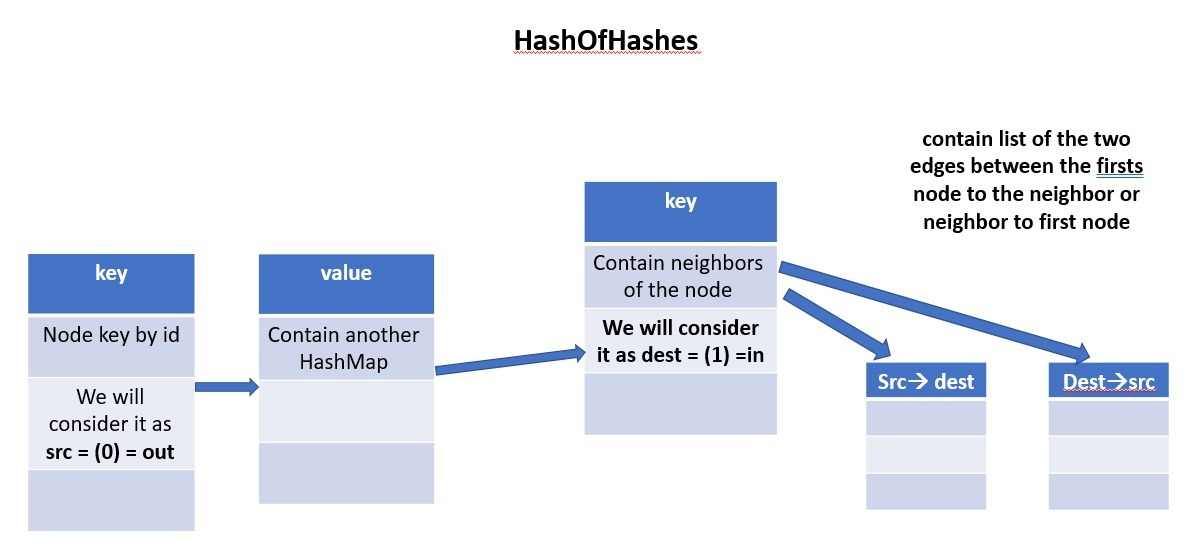 HashOfHashes
contain list of the two
edges between the firsts
node to the neighbor or
neighbor to first node
key
Node key by id
We will
consider it as
src = (0) = out
value
Contain another
HashMap
key
Contain neighbors
of the node
We will consider
it as dest = (1) =in
Src→ dest
Dest→src